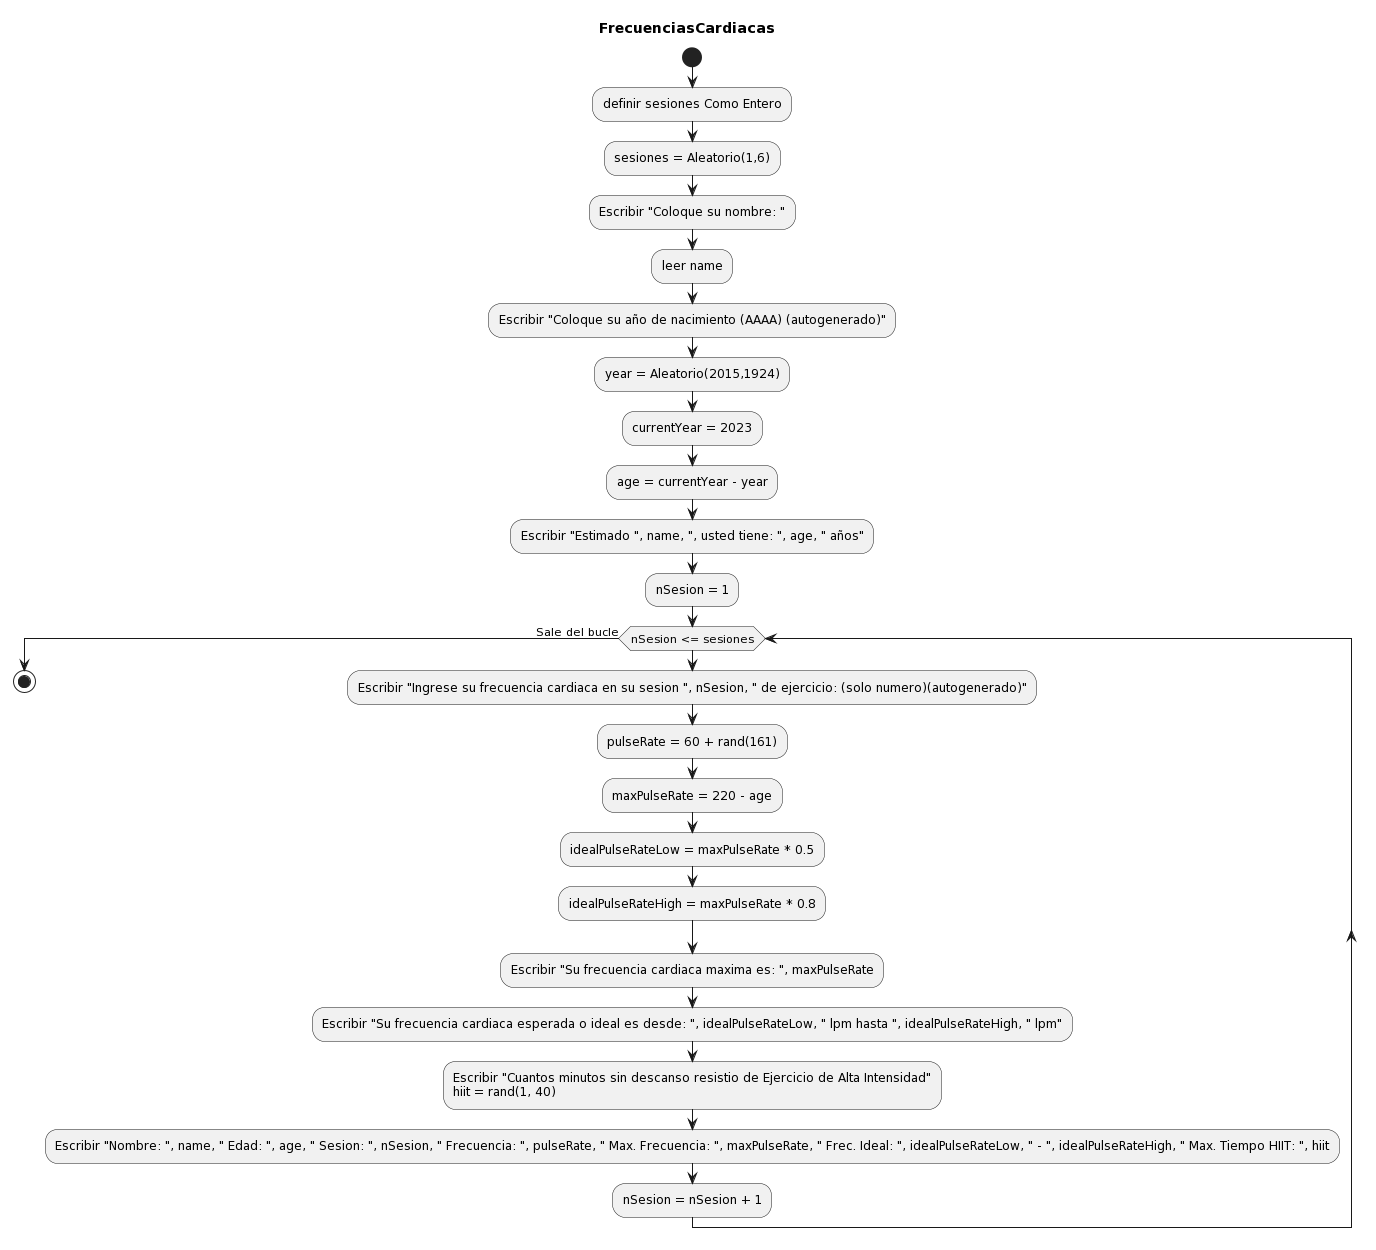 FrecuenciasCardiacas
definir sesiones Como Entero
sesiones = Aleatorio(1,6)
Escribir "Coloque su nombre: "
leer name
Escribir "Coloque su año de nacimiento (AAAA) (autogenerado)"
year = Aleatorio(2015,1924)
currentYear = 2023
age = currentYear - year
Escribir "Estimado ", name, ", usted tiene: ", age, " años"
nSesion = 1
Sale del bucle
nSesion <= sesiones
Escribir "Ingrese su frecuencia cardiaca en su sesion ", nSesion, " de ejercicio: (solo numero)(autogenerado)"
pulseRate = 60 + rand(161)
maxPulseRate = 220 - age
idealPulseRateLow = maxPulseRate * 0.5
idealPulseRateHigh = maxPulseRate * 0.8
Escribir "Su frecuencia cardiaca maxima es: ", maxPulseRate
Escribir "Su frecuencia cardiaca esperada o ideal es desde: ", idealPulseRateLow, " lpm hasta ", idealPulseRateHigh, " lpm"
Escribir "Cuantos minutos sin descanso resistio de Ejercicio de Alta Intensidad"
hiit = rand(1, 40)
Escribir "Nombre: ", name, " Edad: ", age, " Sesion: ", nSesion, " Frecuencia: ", pulseRate, " Max. Frecuencia: ", maxPulseRate, " Frec. Ideal: ", idealPulseRateLow, " - ", idealPulseRateHigh, " Max. Tiempo HIIT: ", hiit
nSesion = nSesion + 1